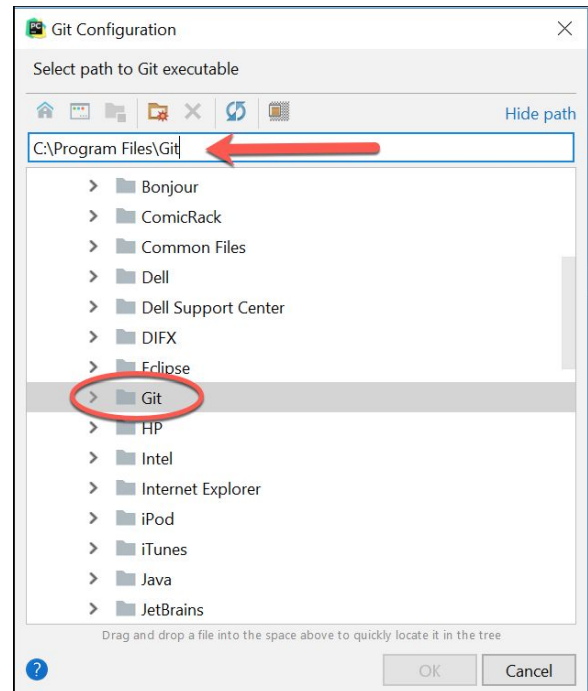 PC Git Configuration
Select path to Git executable
Hide path
C:\Program Files\Git
Bonjour
ComicRack
Common Files
Dell
Dell Support Center
DIFX
Eclipse
Git
HP
Intel
Internet Explorer
iPod
iTunes
Java
JetBrains
Drag and drop a file into the space above to quickly locate it in the tree
? OK Cancel